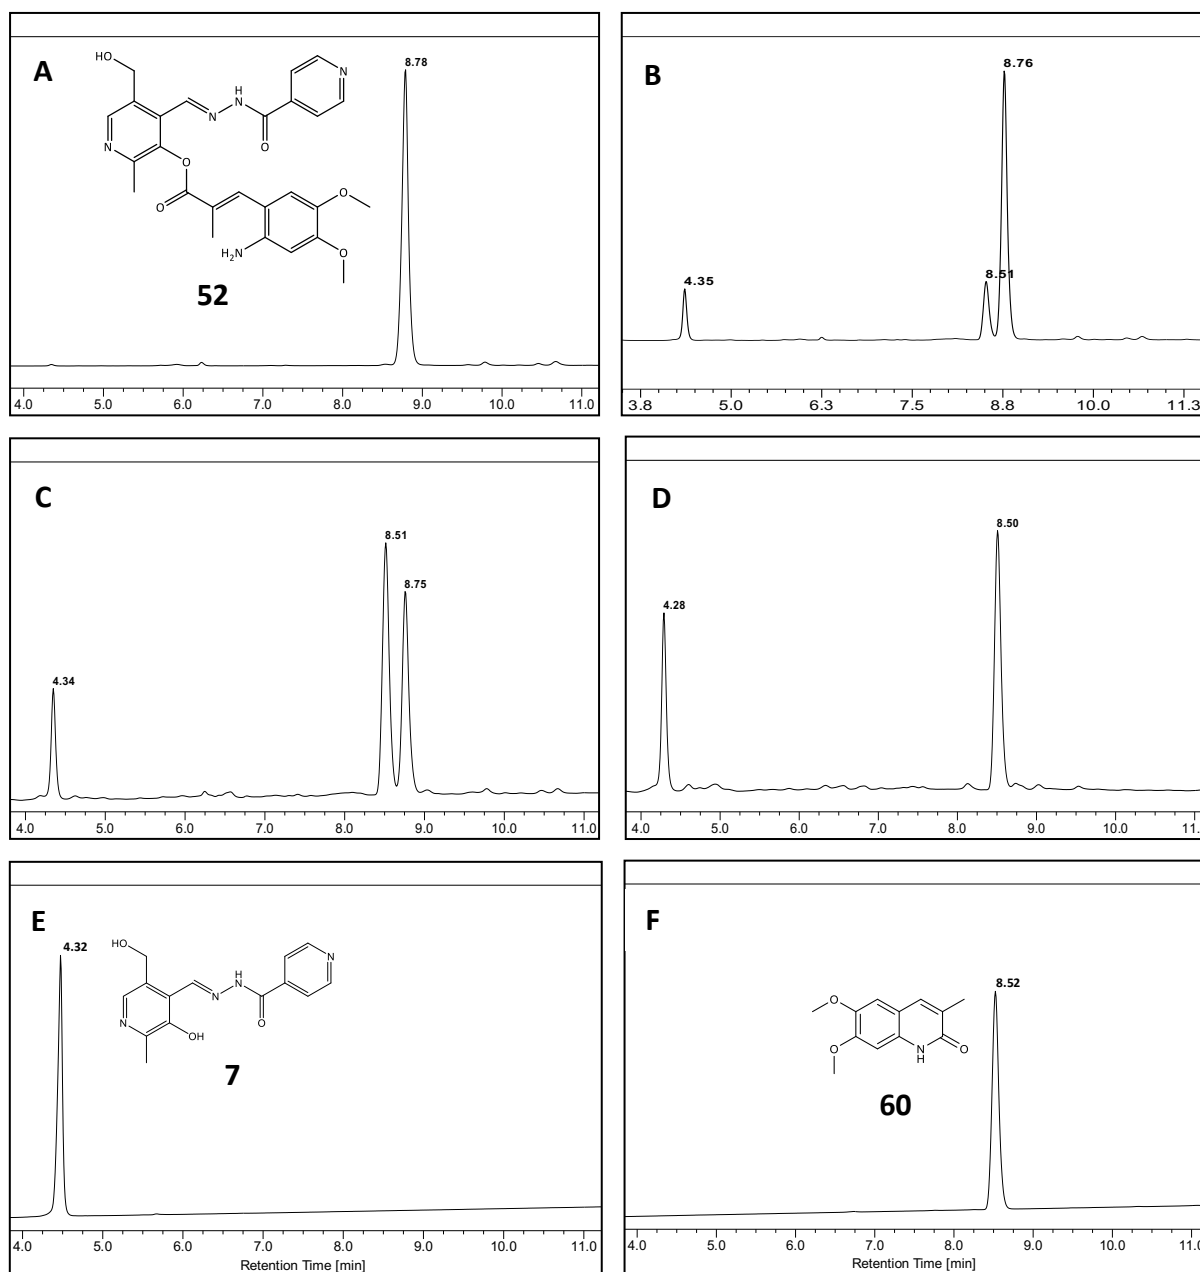 A
HO
N
N
H
N
O
N
O
O
O
O
H2N
52
8.78
4.0 5.0 6.0 7.0 8.0 9.0 10.0 11.0
B
4.35
8.51
8.76
3.8 5.0 6.3 7.5 8.8 10.0 11.3
C
4.34
8.51
8.75
4.0 5.0 6.0 7.0 8.0 9.0 10.0 11.0
D
4.28
8.50
4.0 5.0 6.0 7.0 8.0 9.0 10.0 11.
E
4.32
HO
N
N
H
N
O
N
OH
7
4.0 5.0 6.0 7.0 8.0 9.0 10.0 11.0
Retention Time [min]
F
8.52
O
O
NH
O
60
4.0 5.0 6.0 7.0 8.0 9.0 10.0 11.0
Retention Time [min]